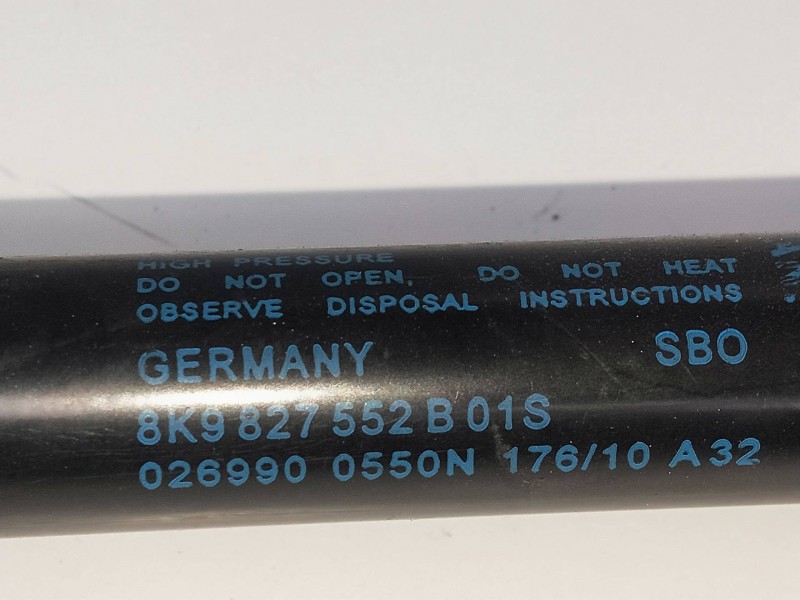 HIGH PRESSURE
DO NOT OPEN, DO NOT HEAT
OBSERVE DISPOSAL INSTRUCTIONS
GERMANY SBO
8K9 827 552 B 01S
026990 0550N 176/10 A 32